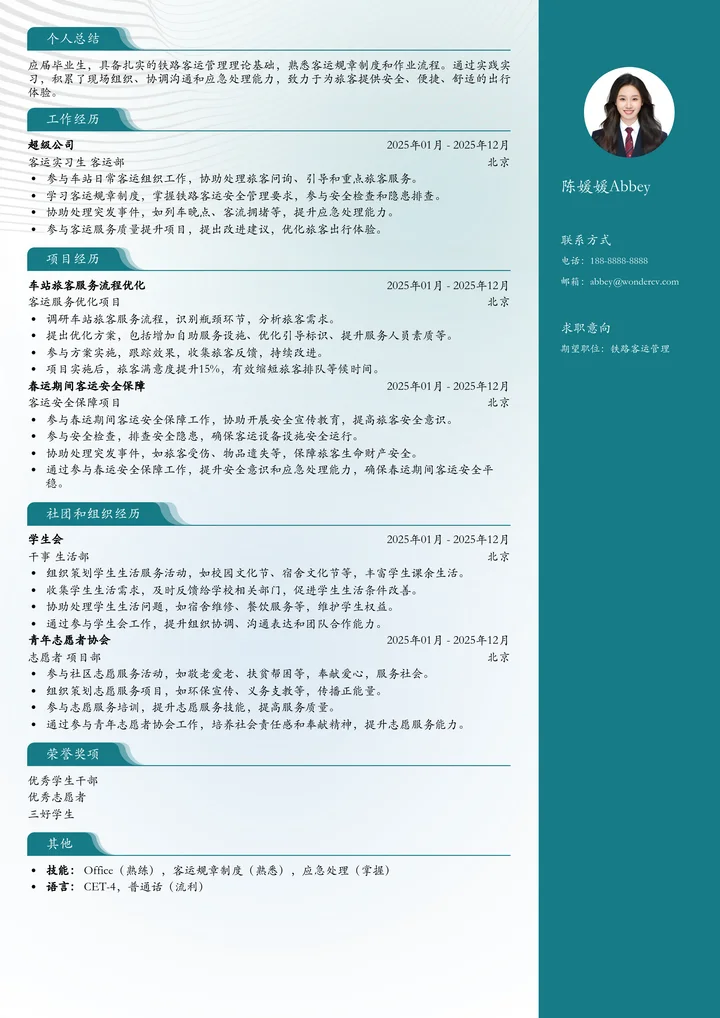 个人总结
应届毕业生，具备扎实的铁路客运管理理论基础，熟悉客运规章制度和作业流程。通过实践实
习，积累了现场组织、协调沟通和应急处理能力，致力于为旅客提供安全、便捷、舒适的出行
体验。
工作经历
超级公司 2025年01月 - 2025年12月
客运实习生 客运部 北京
• 参与车站日常客运组织工作，协助处理旅客问询、引导和重点旅客服务。
• 学习客运规章制度，掌握铁路客运安全管理要求，参与安全检查和隐患排查。
• 协助处理突发事件，如列车晚点、客流拥堵等，提升应急处理能力。
• 参与客运服务质量提升项目，提出改进建议，优化旅客出行体验。
项目经历
车站旅客服务流程优化 2025年01月 - 2025年12月
客运服务优化项目 北京
• 调研车站旅客服务流程，识别瓶颈环节，分析旅客需求。
• 提出优化方案，包括增加自助服务设施、优化引导标识、提升服务人员素质等。
• 参与方案实施，跟踪效果，收集旅客反馈，持续改进。
• 项目实施后，旅客满意度提升15%，有效缩短旅客排队等候时间。
春运期间客运安全保障 2025年01月 - 2025年12月
客运安全保障项目 北京
• 参与春运期间客运安全保障工作，协助开展安全宣传教育，提高旅客安全意识。
• 参与安全检查，排查安全隐患，确保客运设备设施安全运行。
• 协助处理突发事件，如旅客受伤、物品遗失等，保障旅客生命财产安全。
• 通过参与春运安全保障工作，提升安全意识和应急处理能力，确保春运期间客运安全平
稳。
社团和组织经历
学生会 2025年01月 - 2025年12月
干事 生活部 北京
• 组织策划学生生活服务活动，如校园文化节、宿舍文化节等，丰富学生课余生活。
• 收集学生生活需求，及时反馈给学校相关部门，促进学生生活条件改善。
• 协助处理学生生活问题，如宿舍维修、餐饮服务等，维护学生权益。
• 通过参与学生会工作，提升组织协调、沟通表达和团队合作能力。
青年志愿者协会 2025年01月 - 2025年12月
志愿者 项目部 北京
• 参与社区志愿服务活动，如敬老爱老、扶贫帮困等，奉献爱心，服务社会。
• 组织策划志愿服务项目，如环保宣传、义务支教等，传播正能量。
• 参与志愿服务培训，提升志愿服务技能，提高服务质量。
• 通过参与青年志愿者协会工作，培养社会责任感和奉献精神，提升志愿服务能力。
荣誉奖项
优秀学生干部
优秀志愿者
三好学生
其他
• 技能： Office（熟练），客运规章制度（熟悉），应急处理（掌握）
• 语言： CET-4，普通话（流利）
陈媛媛Abbey
联系方式
电话：188-8888-8888
邮箱：abbey@wondercv.com
求职意向
期望职位：铁路客运管理